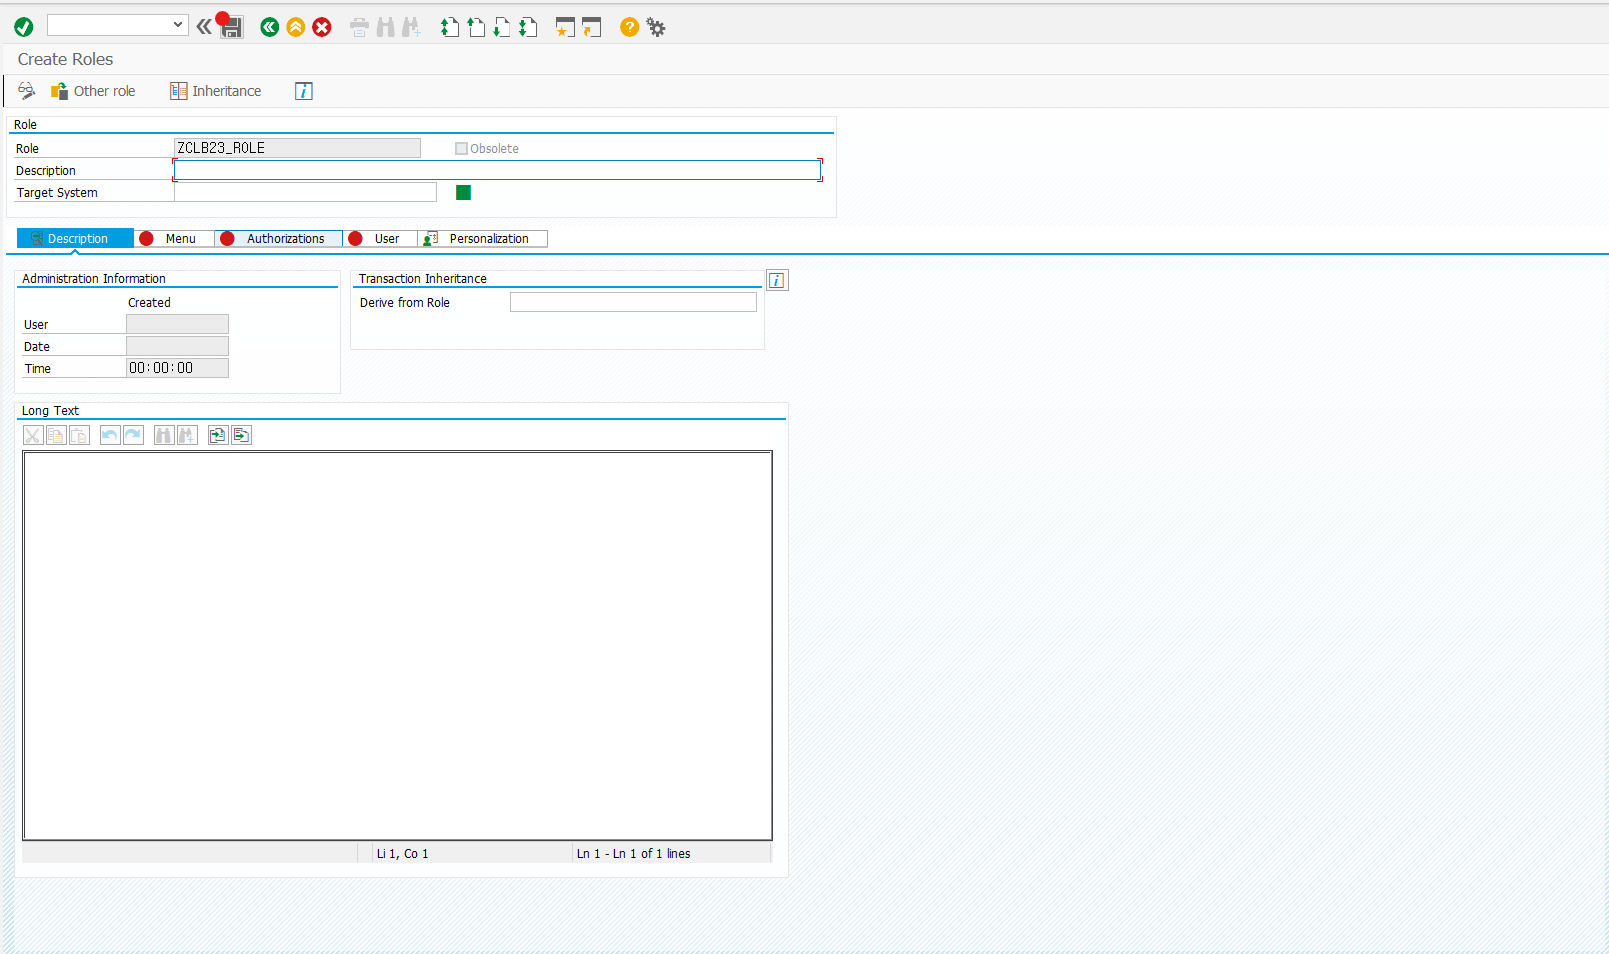 Create Roles
Other role Inheritance
Role
Role ZCLB23_ROLE Obsolete
Description
Target System
Description Menu Authorizations User Personalization
Administration Information
Created
User
Date
Time 00:00:00
Transaction Inheritance
Derive from Role
Long Text
Li 1, Co 1 Ln 1 - Ln 1 of 1 lines